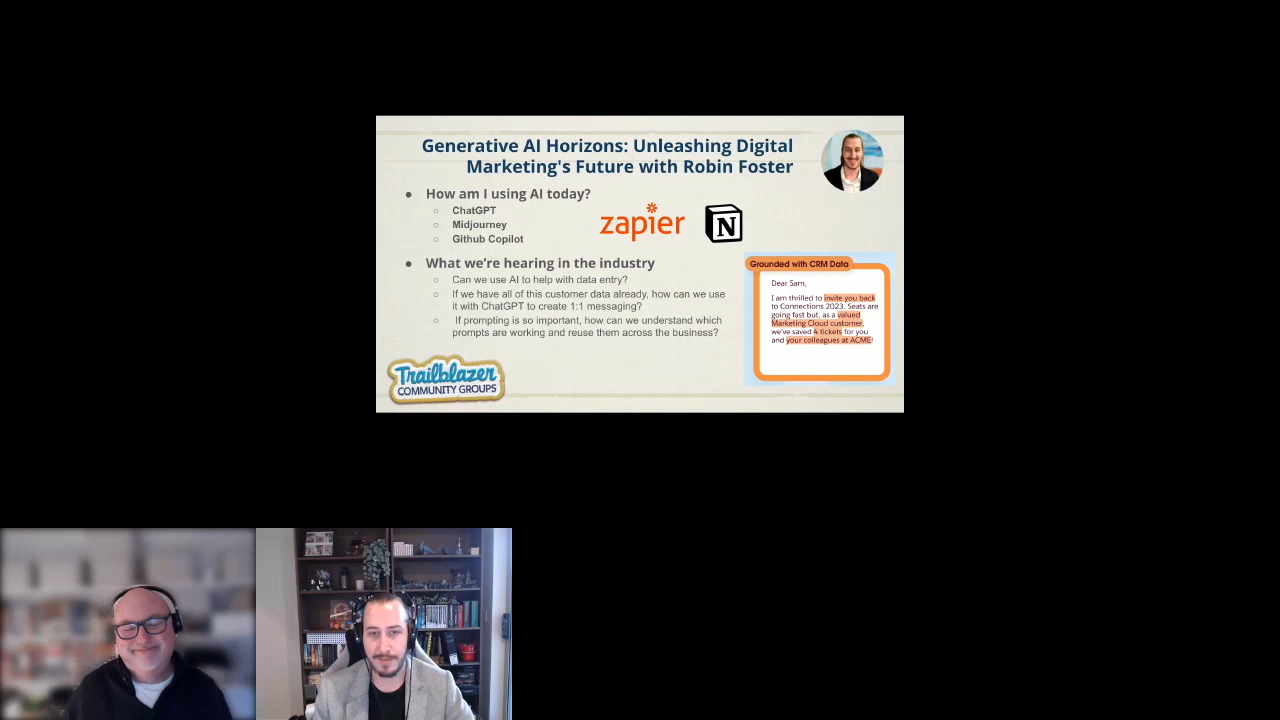 Generative AI Horizons: Unleashing Digital
Marketing's Future with Robin Foster
● How am I using AI today?
○ ChatGPT
○ Midjourney
○ Github Copilot
zapier
N
● What we're hearing in the industry
○ Can we use AI to help with data entry?
○ If we have all of this customer data already, how can we use
it with ChatGPT to create 1:1 messaging?
○ If prompting is so important, how can we understand which
prompts are working and reuse them across the business?
Grounded with CRM Data
Dear Sam,
I am thrilled to invite you back
to Connections 2023. Seats are
going fast but, as a valued
Marketing Cloud customer,
we've saved 4 tickets for you
and your colleagues at ACME!
Trailblazer
COMMUNITY GROUPS